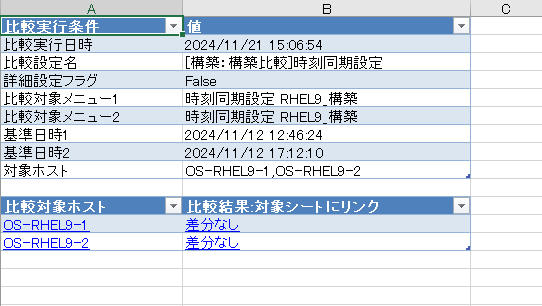 A B C
比較実行条件 値
比較実行日時 2024/11/21 15:06:54
比較設定名 [構築：構築比較]時刻同期設定
詳細設定フラグ False
比較対象メニュー1 時刻同期設定 RHEL9_構築
比較対象メニュー2 時刻同期設定 RHEL9_構築
基準日時1 2024/11/12 12:46:24
基準日時2 2024/11/12 17:12:10
対象ホスト OS-RHEL9-1,OS-RHEL9-2
比較対象ホスト 比較結果:対象シートにリンク
OS-RHEL9-1 差分なし
OS-RHEL9-2 差分なし